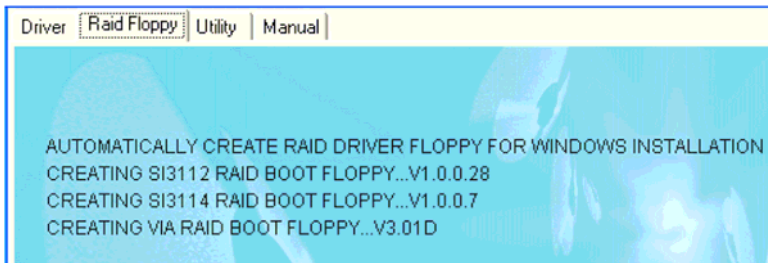 Driver Raid Floppy Utility Manual
AUTOMATICALLY CREATE RAID DRIVER FLOPPY FOR WINDOWS INSTALLATION
CREATING SI3112 RAID BOOT FLOPPY...V1.0.0.28
CREATING SI3114 RAID BOOT FLOPPY...V1.0.0.7
CREATING VIA RAID BOOT FLOPPY...V3.01D